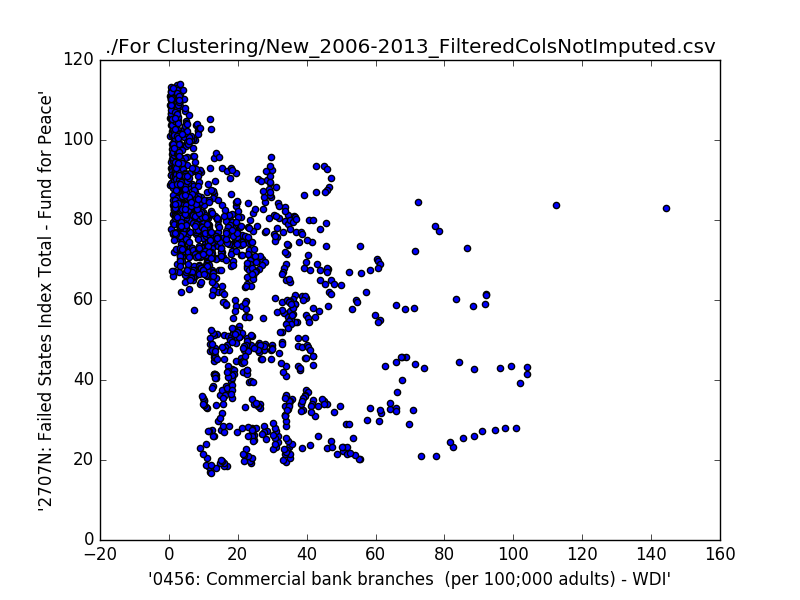 ./For Clustering/New_2006-2013_FilteredColsNotImputed.csv
120
100
80
60
40
20
0
'2707N: Failed States Index Total - Fund for Peace'
−20 0 20 40 60 80 100 120 140 160
'0456: Commercial bank branches  (per 100;000 adults) - WDI'